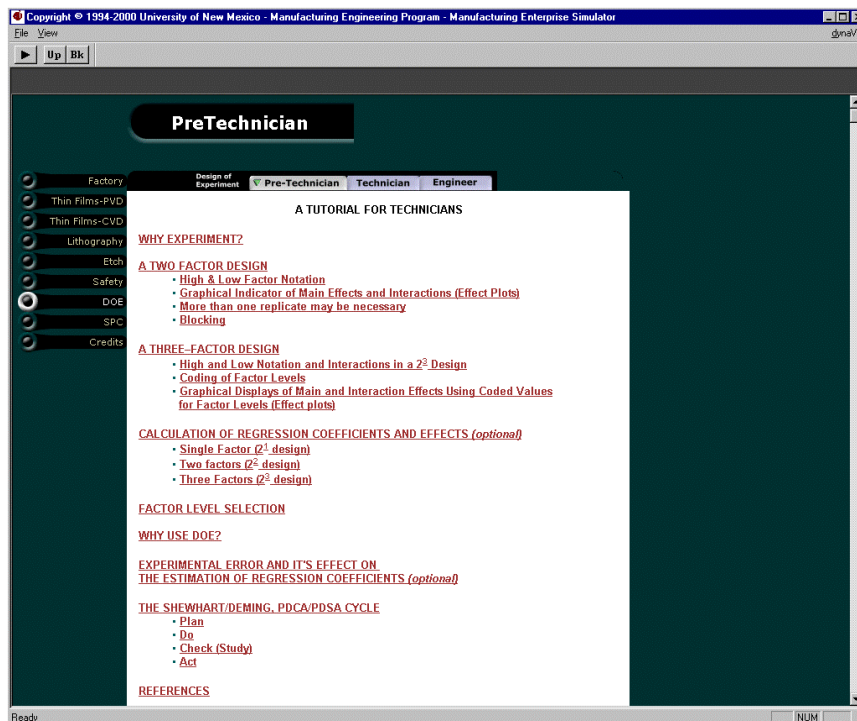 Copyright © 1994-2000 University of New Mexico - Manufacturing Engineering Program - Manufacturing Enterprise Simulator
File View
Up Bk
PreTechnician
Factory
Thin Films-PVD
Thin Films-CVD
Lithography
Etch
Safety
DOE
SPC
Credits
Design of
Experiment
Pre-Technician Technician Engineer
A TUTORIAL FOR TECHNICIANS
WHY EXPERIMENT?
A TWO FACTOR DESIGN
• High & Low Factor Notation
• Graphical Indicator of Main Effects and Interactions (Effect Plots)
• More than one replicate may be necessary
• Blocking
A THREE–FACTOR DESIGN
• High and Low Notation and Interactions in a 2³ Design
• Coding of Factor Levels
• Graphical Displays of Main and Interaction Effects Using Coded Values
for Factor Levels (Effect plots)
CALCULATION OF REGRESSION COEFFICIENTS AND EFFECTS (optional)
• Single Factor (2¹ design)
• Two factors (2² design)
• Three Factors (2³ design)
FACTOR LEVEL SELECTION
WHY USE DOE?
EXPERIMENTAL ERROR AND IT'S EFFECT ON
THE ESTIMATION OF REGRESSION COEFFICIENTS (optional)
THE SHEWHART/DEMING, PDCA/PDSA CYCLE
• Plan
• Do
• Check (Study)
• Act
REFERENCES
Ready
NUM